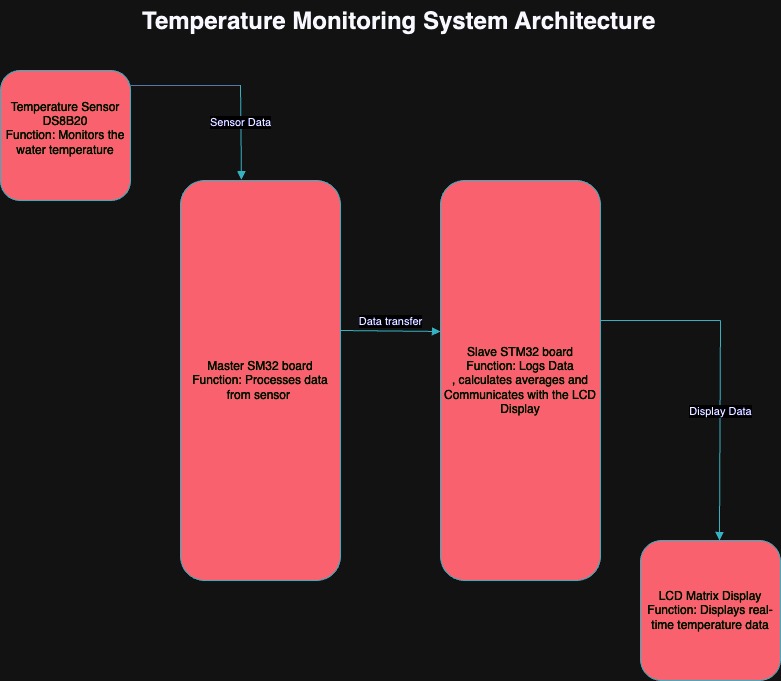 Temperature Monitoring System Architecture
Temperature Sensor
DS8B20
Function: Monitors the
water temperature
Sensor Data
Master SM32 board
Function: Processes data
from sensor
Data transfer
Slave STM32 board
Function: Logs Data
, calculates averages and
Communicates with the LCD
Display
Display Data
LCD Matrix Display
Function: Displays real-
time temperature data